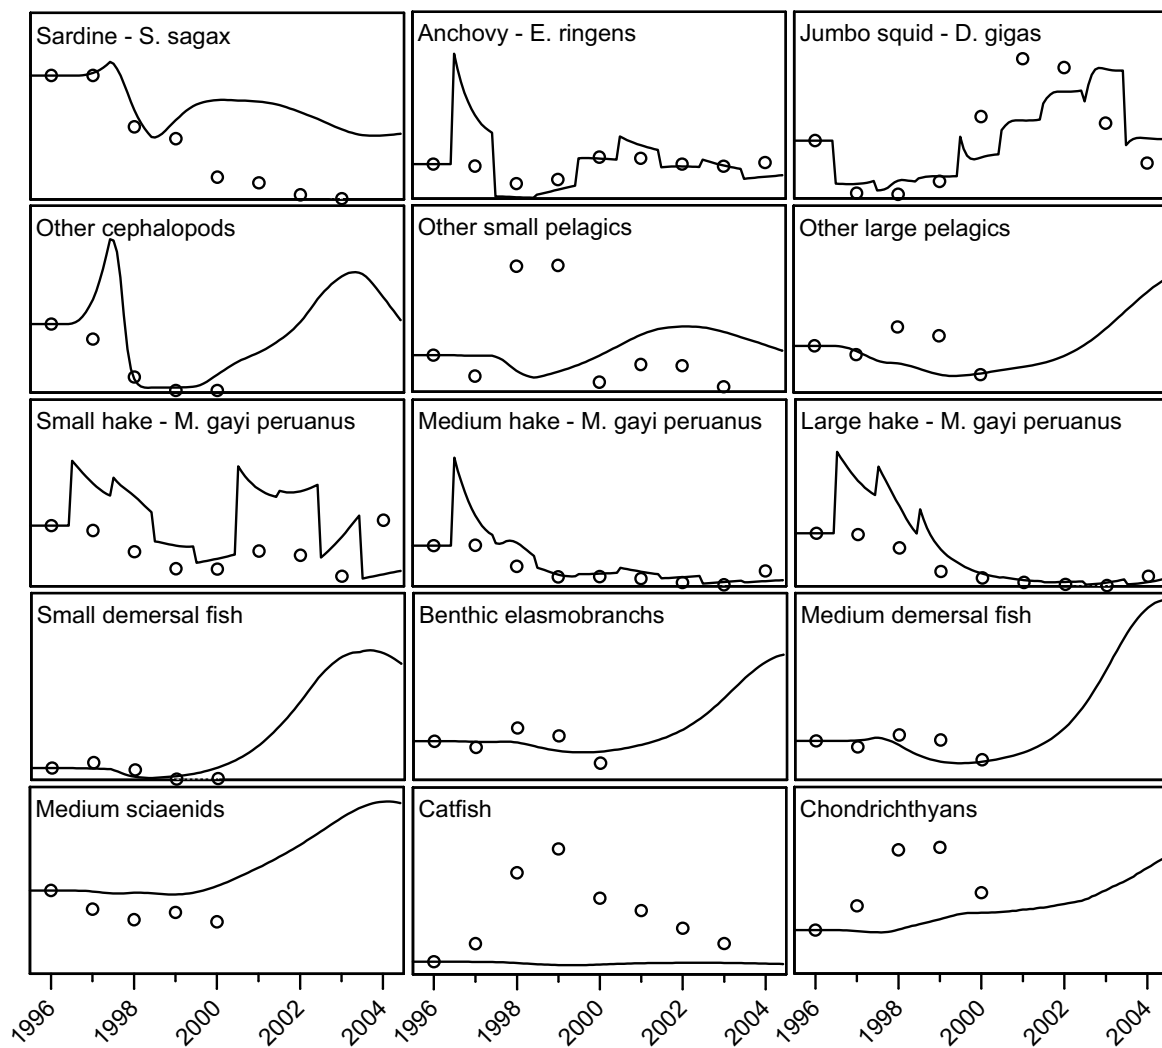 Sardine - S. sagax
Anchovy - E. ringens
Jumbo squid - D. gigas
Other cephalopods
Other small pelagics
Other large pelagics
Small hake - M. gayi peruanus
Medium hake - M. gayi peruanus
Large hake - M. gayi peruanus
Small demersal fish
Benthic elasmobranchs
Medium demersal fish
Medium sciaenids
Catfish
Chondrichthyans
1996
1998
2000
2002
2004
1996
1998
2000
2002
2004
1996
1998
2000
2002
2004